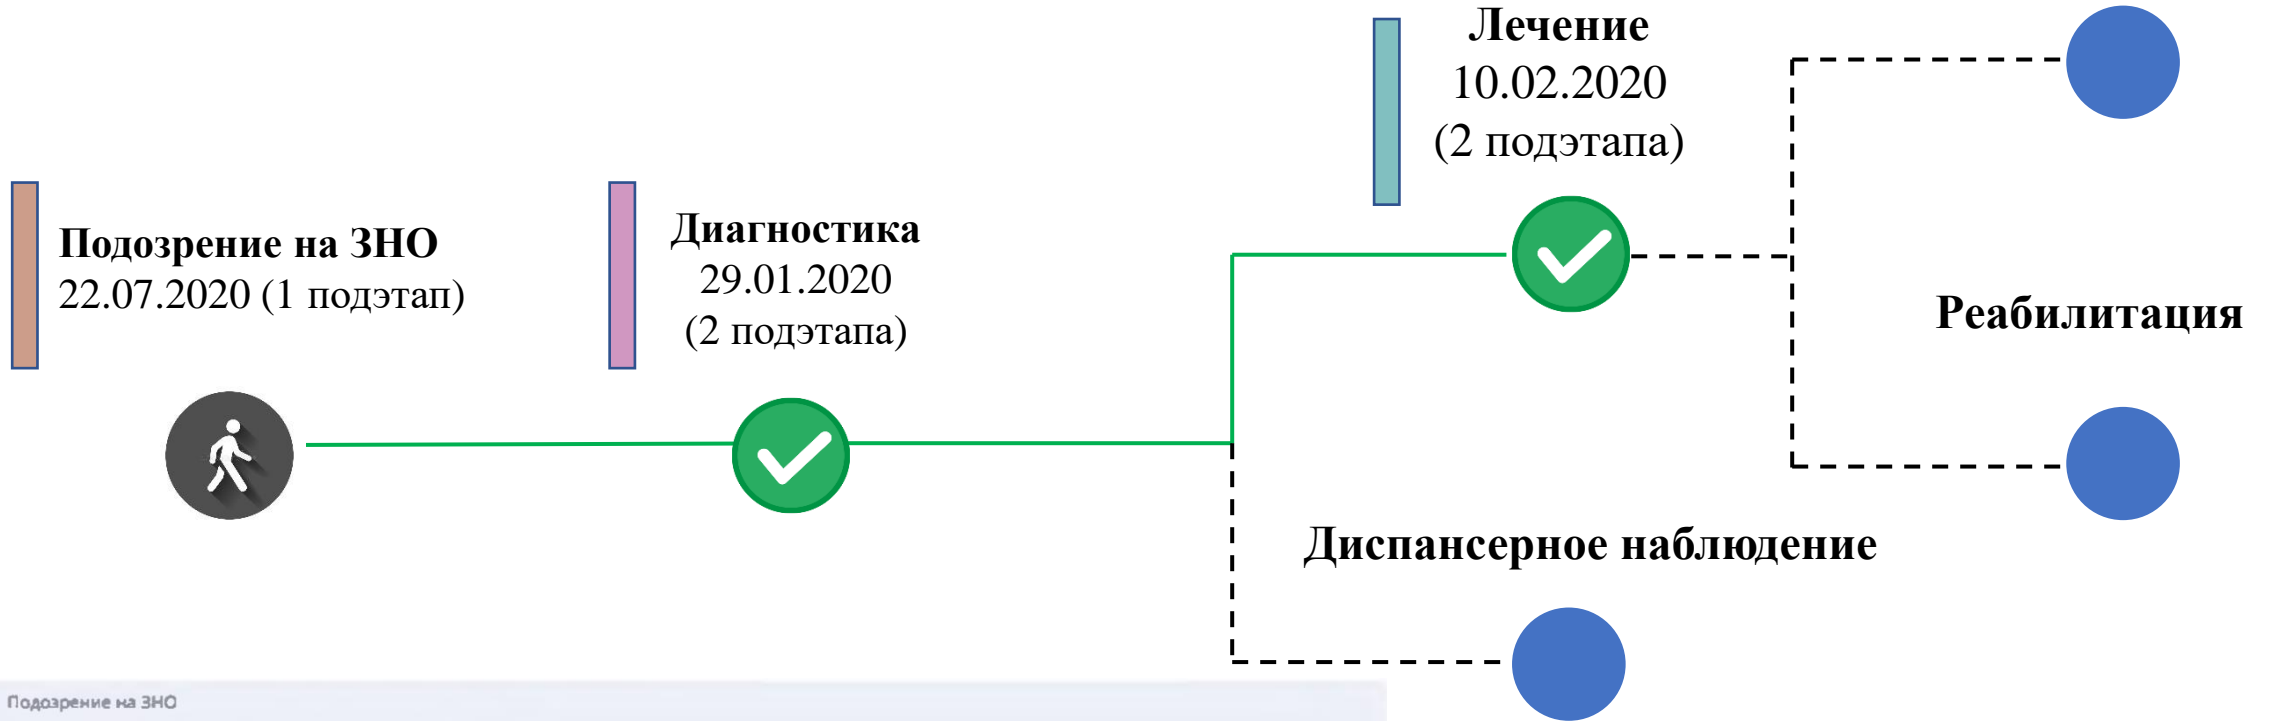 Подозрение на ЗНО
22.07.2020 (1 подэтап)
Диагностика
29.01.2020
(2 подэтапа)
Лечение
10.02.2020
(2 подэтапа)
Реабилитация
Диспансерное наблюдение
Подозрение на ЗНО